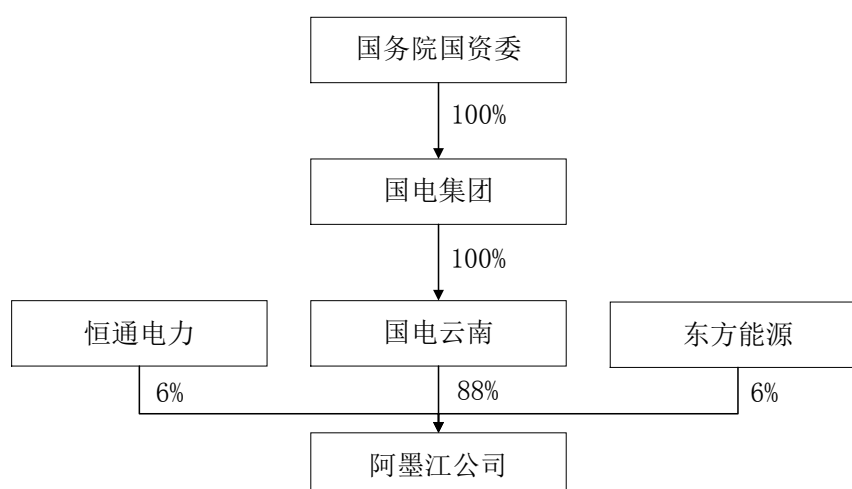 国务院国资委
100%
国电集团
100%
恒通电力
国电云南
东方能源
6%
88%
6%
阿墨江公司